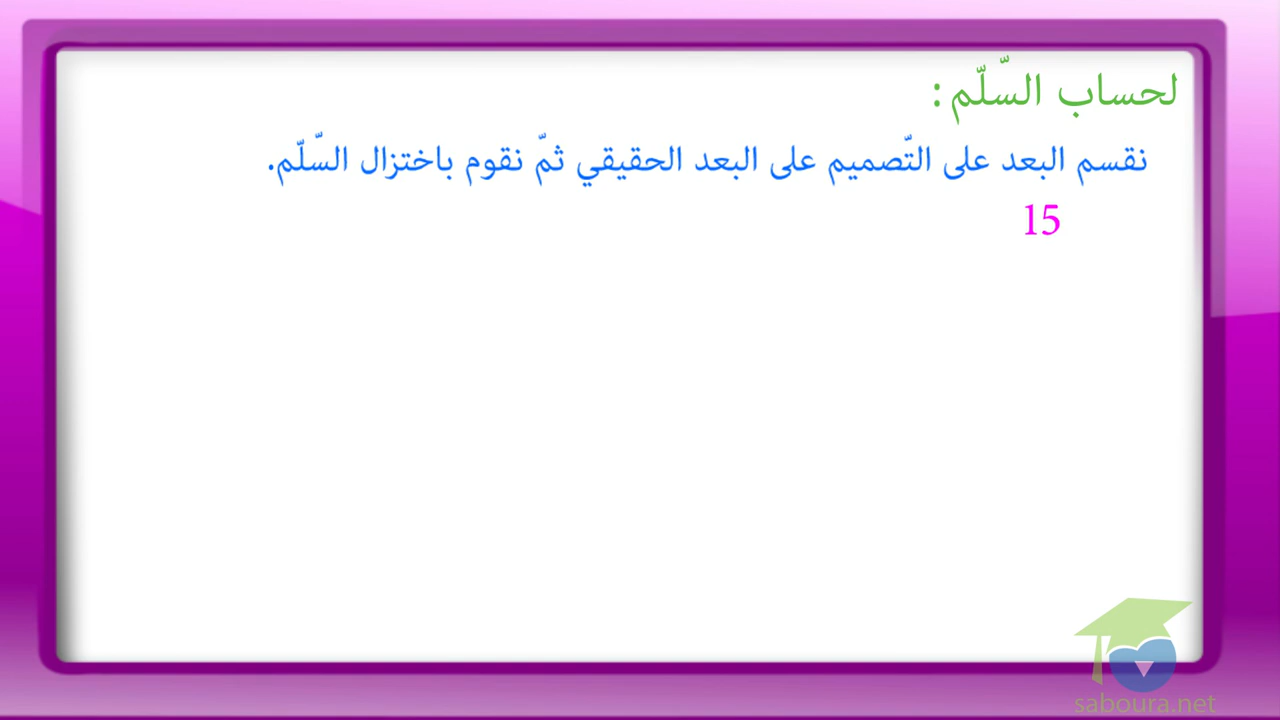 لحساب السّلّم :
نقسم البعد على التّصميم على البعد الحقيقي ثمّ نقوم باختزال السّلّم.
15
saboura.net